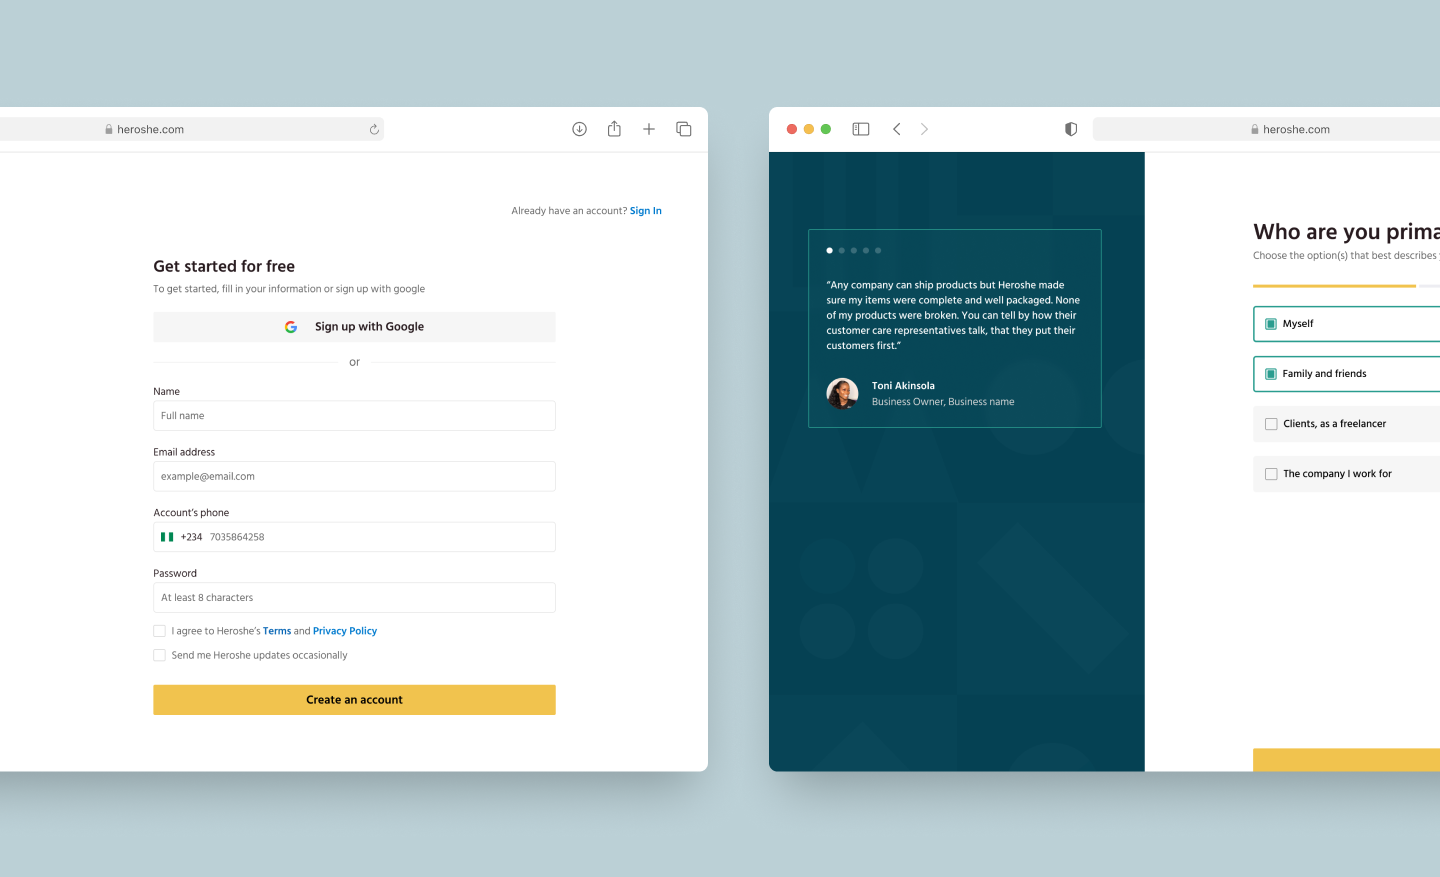 heroshe.com
Already have an account? Sign In
Get started for free
To get started, fill in your information or sign up with google
Sign up with Google
or
Name
Full name
Email address
example@email.com
Account's phone
+234 7035864258
Password
At least 8 characters
I agree to Heroshe's Terms and Privacy Policy
Send me Heroshe updates occasionally
Create an account
heroshe.com
“Any company can ship products but Heroshe made
sure my items were complete and well packaged. None
of my products were broken. You can tell by how their
customer care representatives talk, that they put their
customers first.”
Toni Akinsola
Business Owner, Business name
Who are you prima
Choose the option(s) that best describes
Myself
Family and friends
Clients, as a freelancer
The company I work for